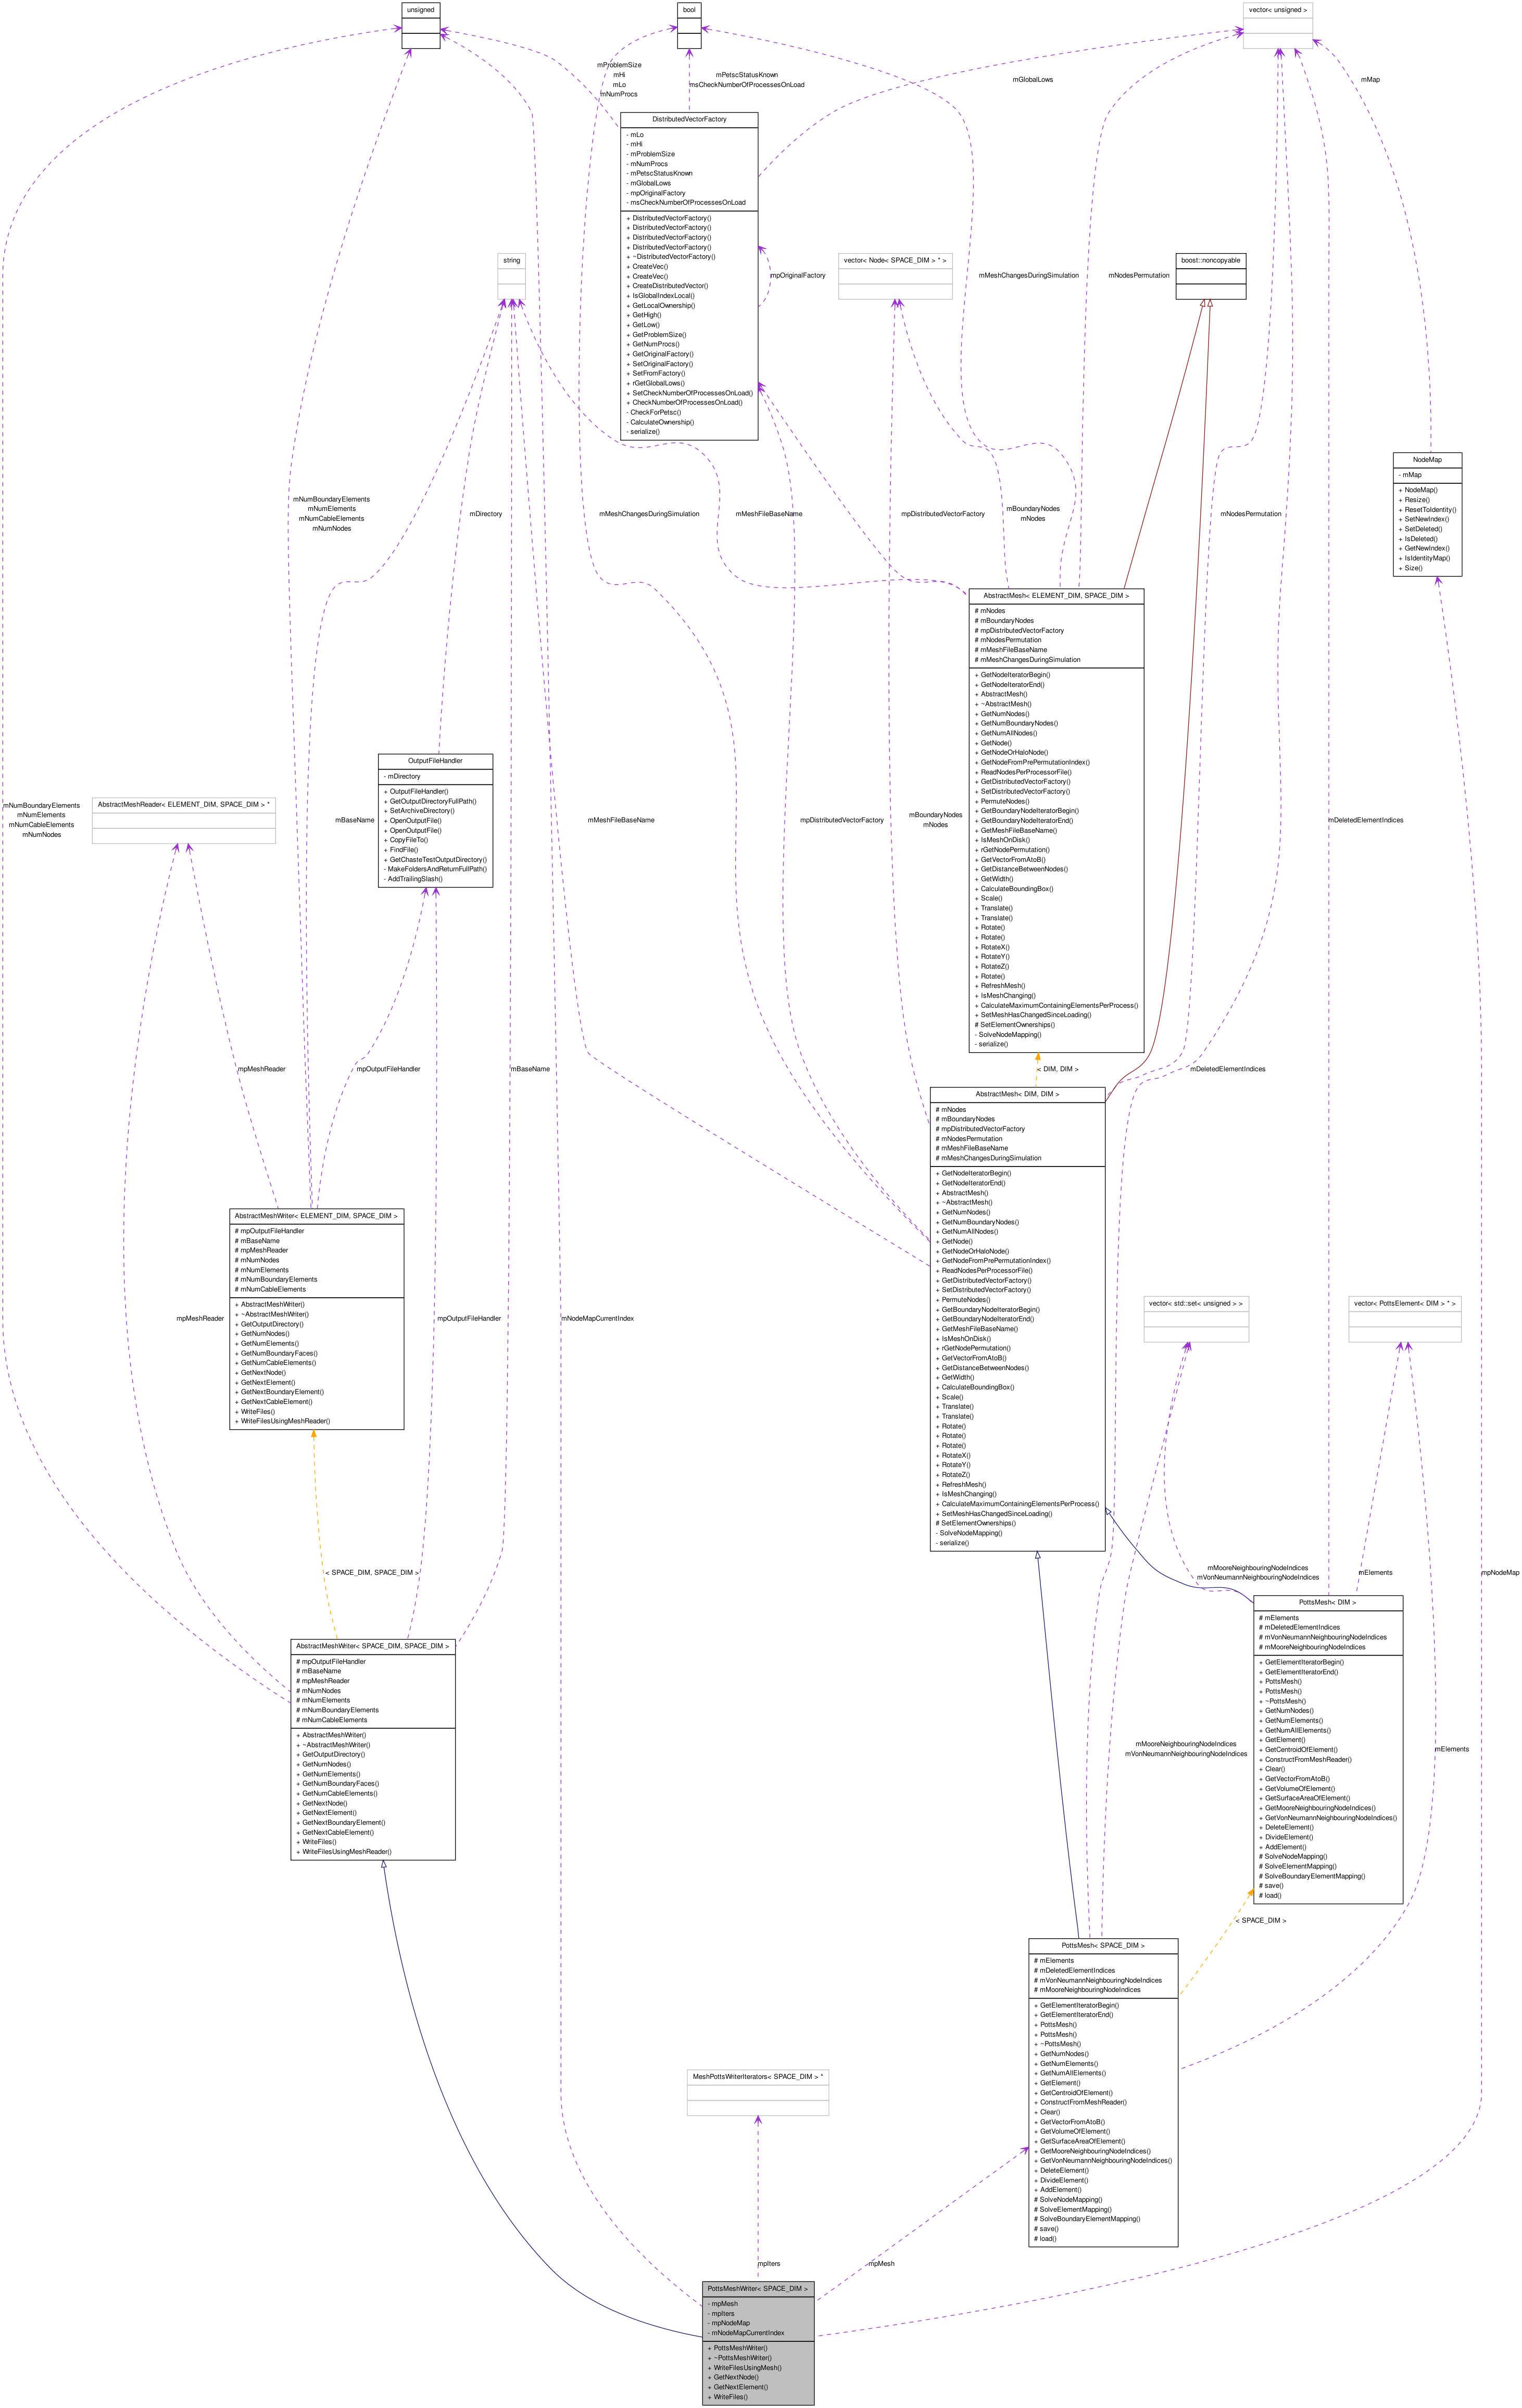 unsigned
bool
vector< unsigned >
mProblemSize
mHi
mLo
mNumProcs
mPetscStatusKnown
msCheckNumberOfProcessesOnLoad
mGlobalLows
mMap
DistributedVectorFactory
- mLo
- mHi
- mProblemSize
- mNumProcs
- mPetscStatusKnown
- mGlobalLows
- mpOriginalFactory
- msCheckNumberOfProcessesOnLoad
+ DistributedVectorFactory()
+ DistributedVectorFactory()
+ DistributedVectorFactory()
+ DistributedVectorFactory()
+ ~DistributedVectorFactory()
+ CreateVec()
+ CreateVec()
+ CreateDistributedVector()
+ IsGlobalIndexLocal()
+ GetLocalOwnership()
+ GetHigh()
+ GetLow()
+ GetProblemSize()
+ GetNumProcs()
+ GetOriginalFactory()
+ SetOriginalFactory()
+ SetFromFactory()
+ rGetGlobalLows()
+ SetCheckNumberOfProcessesOnLoad()
+ CheckNumberOfProcessesOnLoad()
- CheckForPetsc()
- CalculateOwnership()
- serialize()
string
vector< Node< SPACE_DIM > * >
boost::noncopyable
mpOriginalFactory
mMeshChangesDuringSimulation
mNodesPermutation
NodeMap
- mMap
+ NodeMap()
+ Resize()
+ ResetToIdentity()
+ SetNewIndex()
+ SetDeleted()
+ IsDeleted()
+ GetNewIndex()
+ IsIdentityMap()
+ Size()
mNumBoundaryElements
mNumElements
mNumCableElements
mNumNodes
mDirectory
mMeshChangesDuringSimulation
mMeshFileBaseName
mpDistributedVectorFactory
mBoundaryNodes
mNodes
mNodesPermutation
AbstractMesh< ELEMENT_DIM, SPACE_DIM >
# mNodes
# mBoundaryNodes
# mpDistributedVectorFactory
# mNodesPermutation
# mMeshFileBaseName
# mMeshChangesDuringSimulation
+ GetNodeIteratorBegin()
+ GetNodeIteratorEnd()
+ AbstractMesh()
+ ~AbstractMesh()
+ GetNumNodes()
+ GetNumBoundaryNodes()
+ GetNumAllNodes()
+ GetNode()
+ GetNodeOrHaloNode()
+ GetNodeFromPrePermutationIndex()
+ ReadNodesPerProcessorFile()
+ GetDistributedVectorFactory()
+ SetDistributedVectorFactory()
+ PermuteNodes()
+ GetBoundaryNodeIteratorBegin()
+ GetBoundaryNodeIteratorEnd()
+ GetMeshFileBaseName()
+ IsMeshOnDisk()
+ rGetNodePermutation()
+ GetVectorFromAtoB()
+ GetDistanceBetweenNodes()
+ GetWidth()
+ CalculateBoundingBox()
+ Scale()
+ Translate()
+ Translate()
+ Rotate()
+ Rotate()
+ RotateX()
+ RotateY()
+ RotateZ()
+ Rotate()
+ RefreshMesh()
+ IsMeshChanging()
+ CalculateMaximumContainingElementsPerProcess()
+ SetMeshHasChangedSinceLoading()
# SetElementOwnerships()
- SolveNodeMapping()
- serialize()
OutputFileHandler
- mDirectory
+ OutputFileHandler()
+ GetOutputDirectoryFullPath()
+ SetArchiveDirectory()
+ OpenOutputFile()
+ OpenOutputFile()
+ CopyFileTo()
+ FindFile()
+ GetChasteTestOutputDirectory()
- MakeFoldersAndReturnFullPath()
- AddTrailingSlash()
AbstractMeshReader< ELEMENT_DIM, SPACE_DIM > *
mNumBoundaryElements
mNumElements
mNumCableElements
mNumNodes
mBaseName
mMeshFileBaseName
mpDistributedVectorFactory
mBoundaryNodes
mNodes
mDeletedElementIndices
mpMeshReader
mpOutputFileHandler
mBaseName
< DIM, DIM >
mDeletedElementIndices
AbstractMesh< DIM, DIM >
# mNodes
# mBoundaryNodes
# mpDistributedVectorFactory
# mNodesPermutation
# mMeshFileBaseName
# mMeshChangesDuringSimulation
+ GetNodeIteratorBegin()
+ GetNodeIteratorEnd()
+ AbstractMesh()
+ ~AbstractMesh()
+ GetNumNodes()
+ GetNumBoundaryNodes()
+ GetNumAllNodes()
+ GetNode()
+ GetNodeOrHaloNode()
+ GetNodeFromPrePermutationIndex()
+ ReadNodesPerProcessorFile()
+ GetDistributedVectorFactory()
+ SetDistributedVectorFactory()
+ PermuteNodes()
+ GetBoundaryNodeIteratorBegin()
+ GetBoundaryNodeIteratorEnd()
+ GetMeshFileBaseName()
+ IsMeshOnDisk()
+ rGetNodePermutation()
+ GetVectorFromAtoB()
+ GetDistanceBetweenNodes()
+ GetWidth()
+ CalculateBoundingBox()
+ Scale()
+ Translate()
+ Translate()
+ Rotate()
+ Rotate()
+ Rotate()
+ RotateX()
+ RotateY()
+ RotateZ()
+ RefreshMesh()
+ IsMeshChanging()
+ CalculateMaximumContainingElementsPerProcess()
+ SetMeshHasChangedSinceLoading()
# SetElementOwnerships()
- SolveNodeMapping()
- serialize()
AbstractMeshWriter< ELEMENT_DIM, SPACE_DIM >
# mpOutputFileHandler
# mBaseName
# mpMeshReader
# mNumNodes
# mNumElements
# mNumBoundaryElements
# mNumCableElements
+ AbstractMeshWriter()
+ ~AbstractMeshWriter()
+ GetOutputDirectory()
+ GetNumNodes()
+ GetNumElements()
+ GetNumBoundaryFaces()
+ GetNumCableElements()
+ GetNextNode()
+ GetNextElement()
+ GetNextBoundaryElement()
+ GetNextCableElement()
+ WriteFiles()
+ WriteFilesUsingMeshReader()
vector< std::set< unsigned > >
vector< PottsElement< DIM > * >
mpMeshReader
mpOutputFileHandler
mNodeMapCurrentIndex
< SPACE_DIM, SPACE_DIM >
mMooreNeighbouringNodeIndices
mVonNeumannNeighbouringNodeIndices
mElements
mpNodeMap
PottsMesh< DIM >
# mElements
# mDeletedElementIndices
# mVonNeumannNeighbouringNodeIndices
# mMooreNeighbouringNodeIndices
+ GetElementIteratorBegin()
+ GetElementIteratorEnd()
+ PottsMesh()
+ PottsMesh()
+ ~PottsMesh()
+ GetNumNodes()
+ GetNumElements()
+ GetNumAllElements()
+ GetElement()
+ GetCentroidOfElement()
+ ConstructFromMeshReader()
+ Clear()
+ GetVectorFromAtoB()
+ GetVolumeOfElement()
+ GetSurfaceAreaOfElement()
+ GetMooreNeighbouringNodeIndices()
+ GetVonNeumannNeighbouringNodeIndices()
+ DeleteElement()
+ DivideElement()
+ AddElement()
# SolveNodeMapping()
# SolveElementMapping()
# SolveBoundaryElementMapping()
# save()
# load()
AbstractMeshWriter< SPACE_DIM, SPACE_DIM >
# mpOutputFileHandler
# mBaseName
# mpMeshReader
# mNumNodes
# mNumElements
# mNumBoundaryElements
# mNumCableElements
+ AbstractMeshWriter()
+ ~AbstractMeshWriter()
+ GetOutputDirectory()
+ GetNumNodes()
+ GetNumElements()
+ GetNumBoundaryFaces()
+ GetNumCableElements()
+ GetNextNode()
+ GetNextElement()
+ GetNextBoundaryElement()
+ GetNextCableElement()
+ WriteFiles()
+ WriteFilesUsingMeshReader()
mMooreNeighbouringNodeIndices
mVonNeumannNeighbouringNodeIndices
mElements
< SPACE_DIM >
PottsMesh< SPACE_DIM >
# mElements
# mDeletedElementIndices
# mVonNeumannNeighbouringNodeIndices
# mMooreNeighbouringNodeIndices
+ GetElementIteratorBegin()
+ GetElementIteratorEnd()
+ PottsMesh()
+ PottsMesh()
+ ~PottsMesh()
+ GetNumNodes()
+ GetNumElements()
+ GetNumAllElements()
+ GetElement()
+ GetCentroidOfElement()
+ ConstructFromMeshReader()
+ Clear()
+ GetVectorFromAtoB()
+ GetVolumeOfElement()
+ GetSurfaceAreaOfElement()
+ GetMooreNeighbouringNodeIndices()
+ GetVonNeumannNeighbouringNodeIndices()
+ DeleteElement()
+ DivideElement()
+ AddElement()
# SolveNodeMapping()
# SolveElementMapping()
# SolveBoundaryElementMapping()
# save()
# load()
MeshPottsWriterIterators< SPACE_DIM > *
mpIters
mpMesh
PottsMeshWriter< SPACE_DIM >
- mpMesh
- mpIters
- mpNodeMap
- mNodeMapCurrentIndex
+ PottsMeshWriter()
+ ~PottsMeshWriter()
+ WriteFilesUsingMesh()
+ GetNextNode()
+ GetNextElement()
+ WriteFiles()